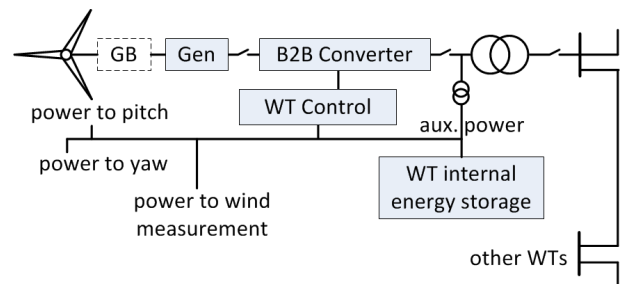 GB
Gen
B2B Converter
WT Control
power to pitch
aux. power
power to yaw
power to wind
measurement
WT internal
energy storage
other WTs